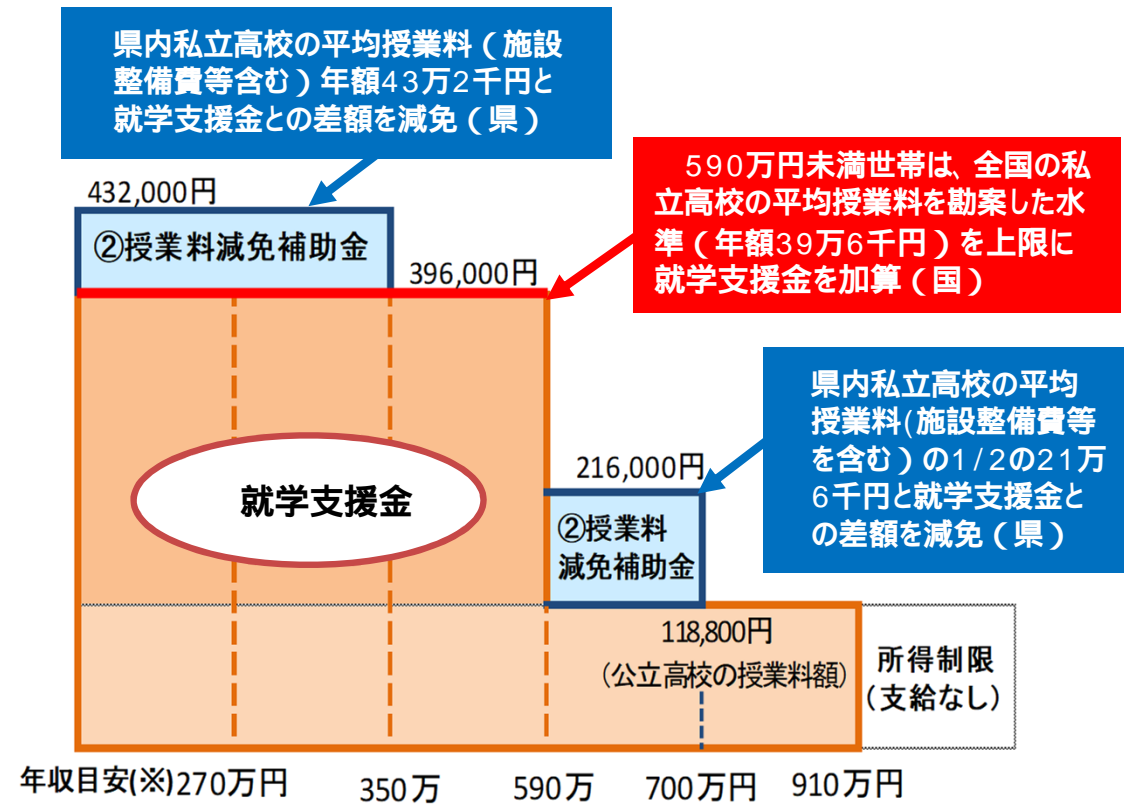 県内私立高校の平均授業料（施設
整備費等含む）年額43万2千円と
就学支援金との差額を減免（県）
590万円未満世帯は、全国の私
立高校の平均授業料を勘案した水
準（年額39万6千円）を上限に
就学支援金を加算（国）
432,000円
②授業料減免補助金
396,000円
県内私立高校の平均
授業料(施設整備費等
を含む）の1/2の21万
6千円と就学支援金と
の差額を減免（県）
216,000円
就学支援金
②授業料
減免補助金
118,800円
（公立高校の授業料額）
所得制限
（支給なし）
年収目安(※)270万円 350万 590万 700万円 910万円